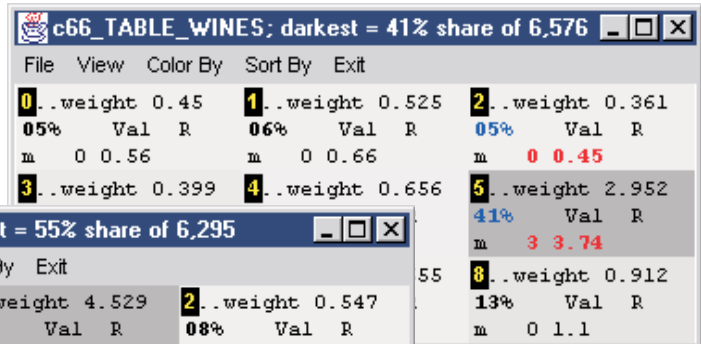 c66_TABLE_WINES; darkest = 41% share of 6,576
File View Color By Sort By Exit
0..weight 0.45 1..weight 0.525 2..weight 0.361
05% Val R 06% Val R 05% Val R
m 0 0.56 m 0 0.66 m 0 0.45
3..weight 0.399 4..weight 0.656 5..weight 2.952
41% Val R
m 3 3.74
55 8..weight 0.912
13% Val R
m 0 1.1
t = 55% share of 6,295
By Exit
weight 4.529 2..weight 0.547
Val R 08% Val R